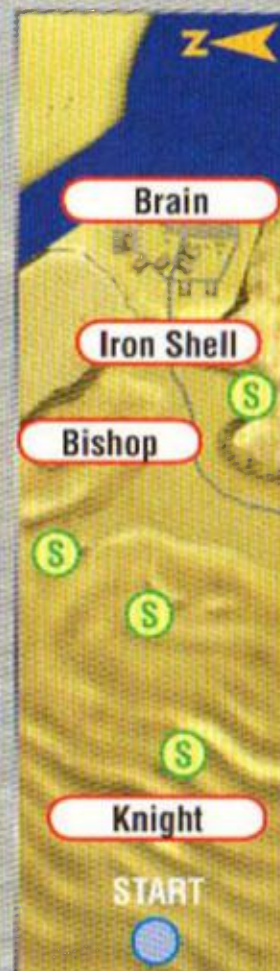 N
Brain
Iron Shell
S
Bishop
S
S
S
Knight
START